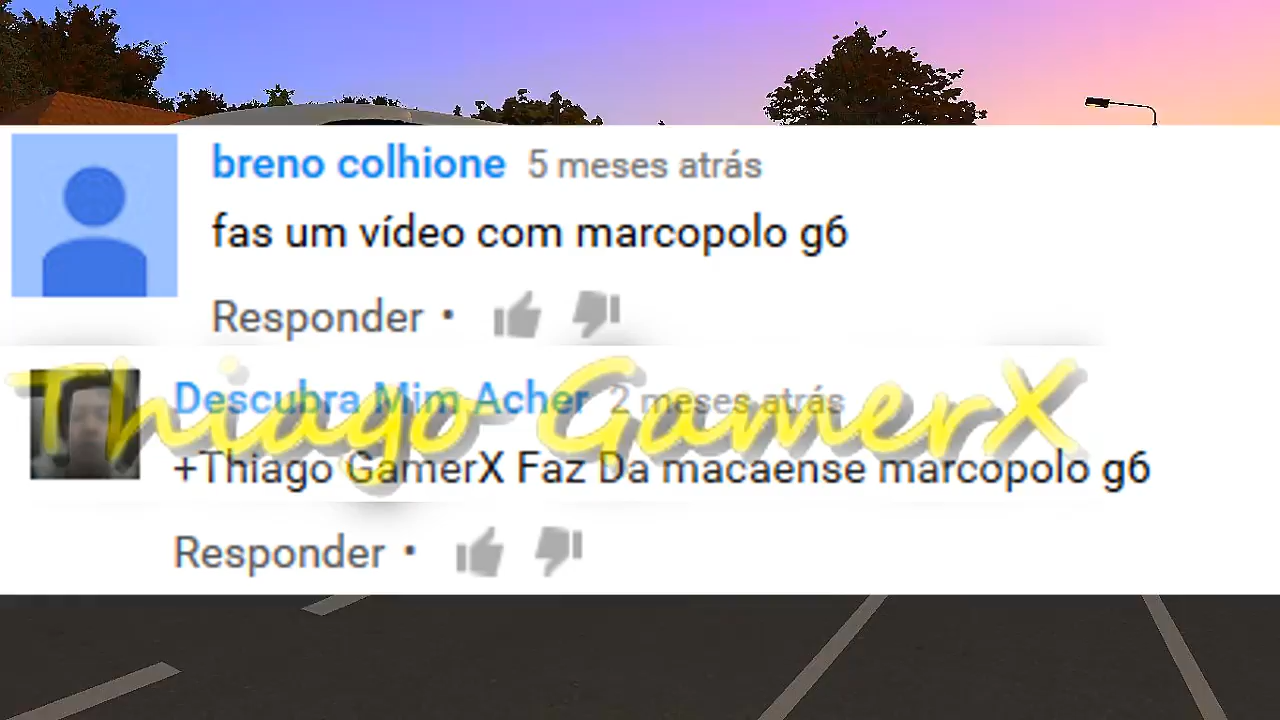 breno colhione 5 meses atrás
fas um vídeo com marcopolo g6
Responder •
Thiago GamerX
Descubra Mim Acher 2 meses atrás
+Thiago GamerX Faz Da macaense marcopolo g6
Responder •